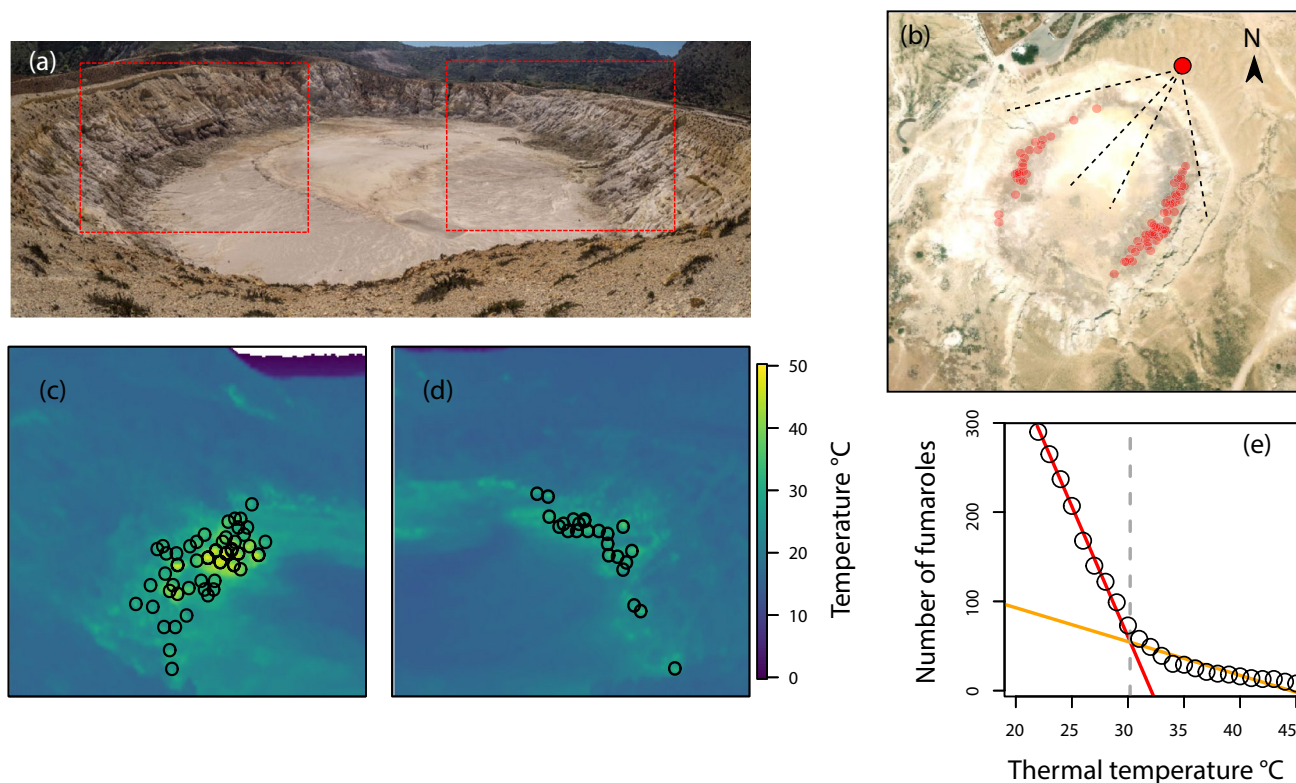 (a)
(b)
N
(c)
(d)
50
40
30
20
10
0
Temperature °C
(e)
Number of fumaroles
300
200
100
0
20 25 30 35 40 45
Thermal temperature °C